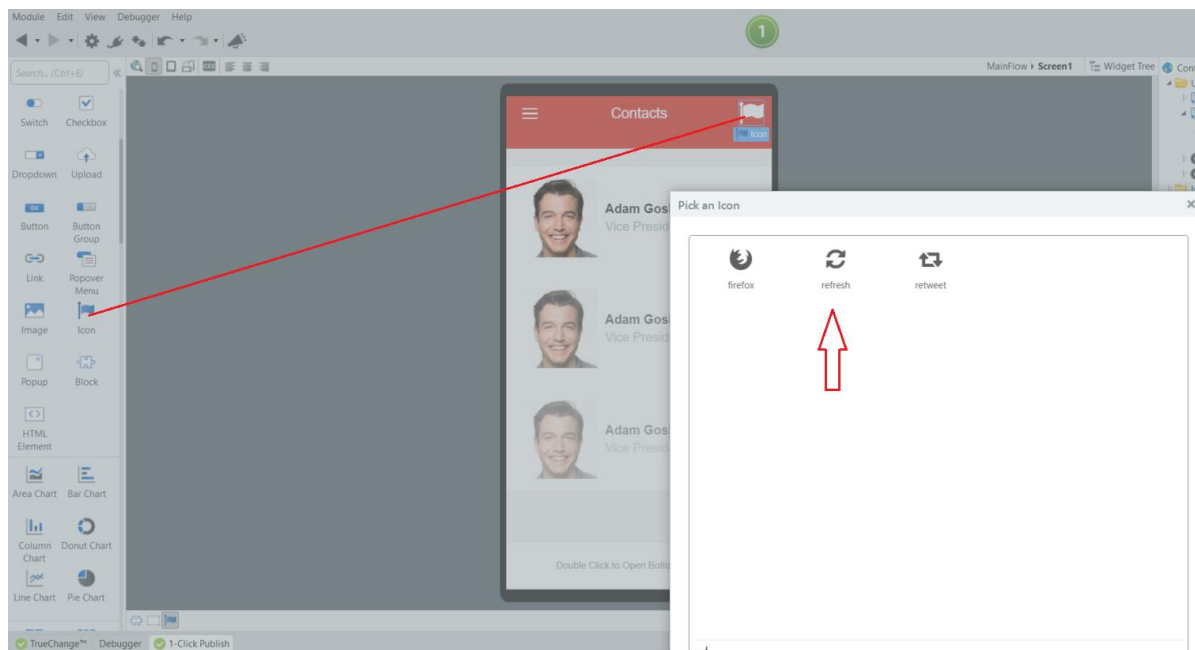 Module Edit View Debugger Help
1
Search... (Ctrl+E)
MainFlow Screen1 Widget Tree
Switch Checkbox
Dropdown Upload
Button Button
Group
Link Popover
Menu
Image Icon
Popup Block
HTML
Element
Area Chart Bar Chart
Column Donut Chart
Chart
Line Chart Pie Chart
TrueChange™ Debugger 1-Click Publish
Contacts
Icon
Adam Gos
Vice Presid
Adam Gos
Vice Presid
Adam Gos
Vice Presid
Double Click to Open Botto
Pick an Icon
firefox refresh retweet